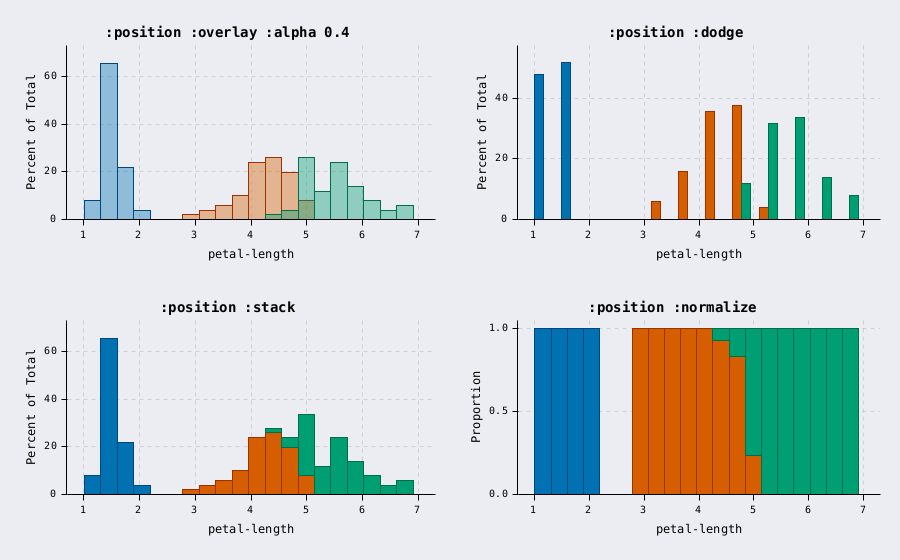 :position :overlay :alpha 0.4
Percent of Total
60
40
20
0
1 2 3 4 5 6 7
petal-length
:position :dodge
Percent of Total
40
20
0
1 2 3 4 5 6 7
petal-length
:position :stack
Percent of Total
60
40
20
0
1 2 3 4 5 6 7
petal-length
:position :normalize
Proportion
1.0
0.5
0.0
1 2 3 4 5 6 7
petal-length